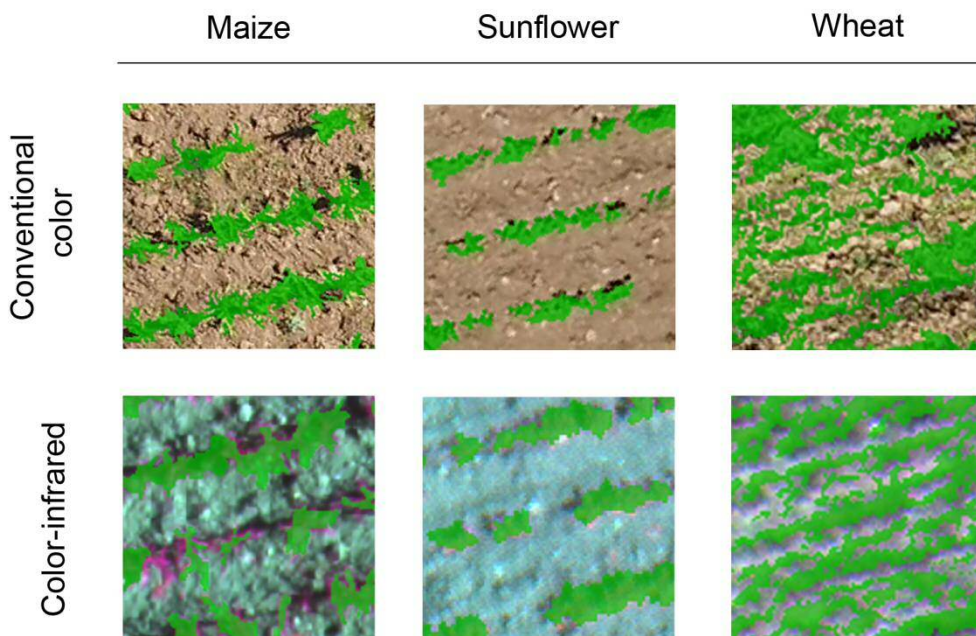 Maize
Sunflower
Wheat
Conventional
color
Color-infrared